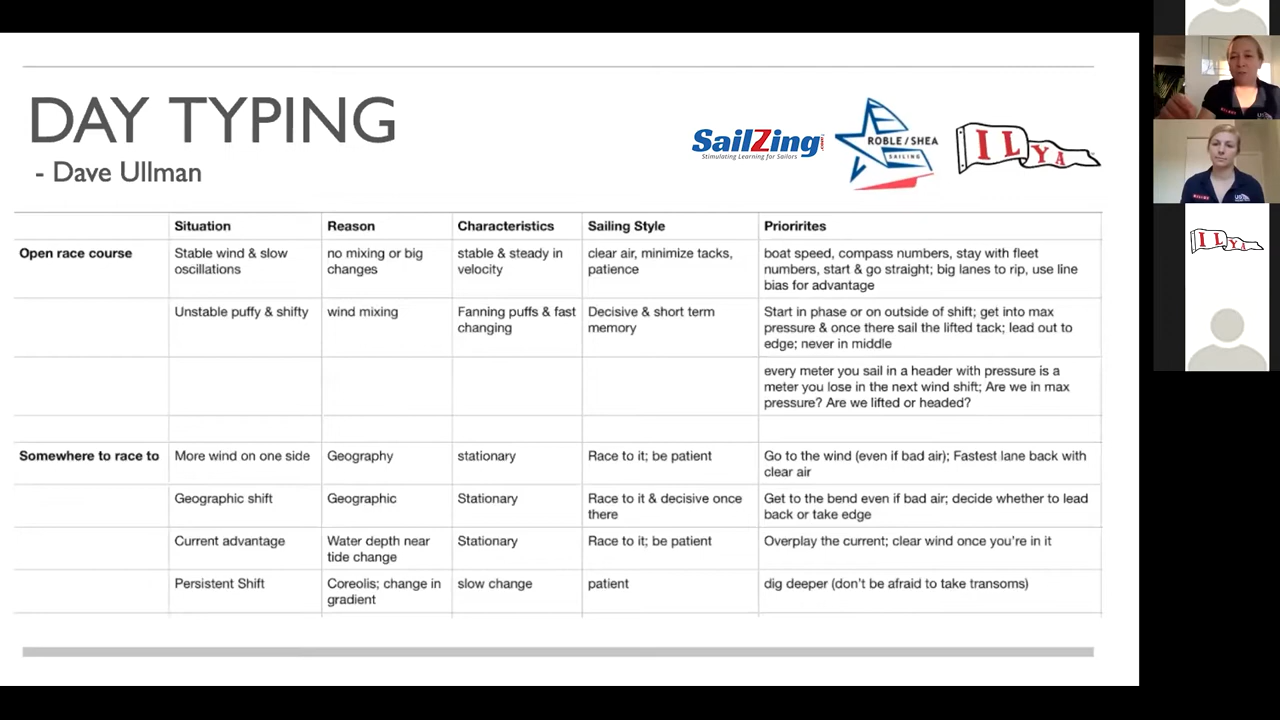 DAY TYPING
- Dave Ullman
SailZing
Stimulating Learning for Sailors
ROBLE/SHEA
SAILING
ILYA
Situation Reason Characteristics Sailing Style Prioririties
Open race course Stable wind & slow oscillations no mixing or big changes stable & steady in velocity clear air, minimize tacks, patience boat speed, compass numbers, stay with fleet numbers, start & go straight; big lanes to rip, use line bias for advantage
Unstable puffy & shifty wind mixing Fanning puffs & fast changing Decisive & short term memory Start in phase or on outside of shift; get into max pressure & once there sail the lifted tack; lead out to edge; never in middle
every meter you sail in a header with pressure is a meter you lose in the next wind shift; Are we in max pressure? Are we lifted or headed?
Somewhere to race to More wind on one side Geography stationary Race to it; be patient Go to the wind (even if bad air); Fastest lane back with clear air
Geographic shift Geographic Stationary Race to it & decisive once there Get to the bend even if bad air; decide whether to lead back or take edge
Current advantage Water depth near tide change Stationary Race to it; be patient Overplay the current; clear wind once you're in it
Persistent Shift Coreolis; change in gradient slow change patient dig deeper (don't be afraid to take transoms)
ILYA